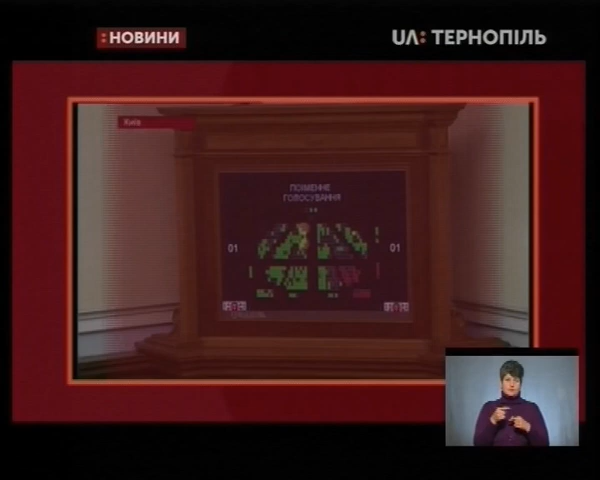 :НОВИНИ
UA: ТЕРНОПІЛЬ
Київ
ПОІМЕННЕ
ГОЛОСУВАННЯ
01
01